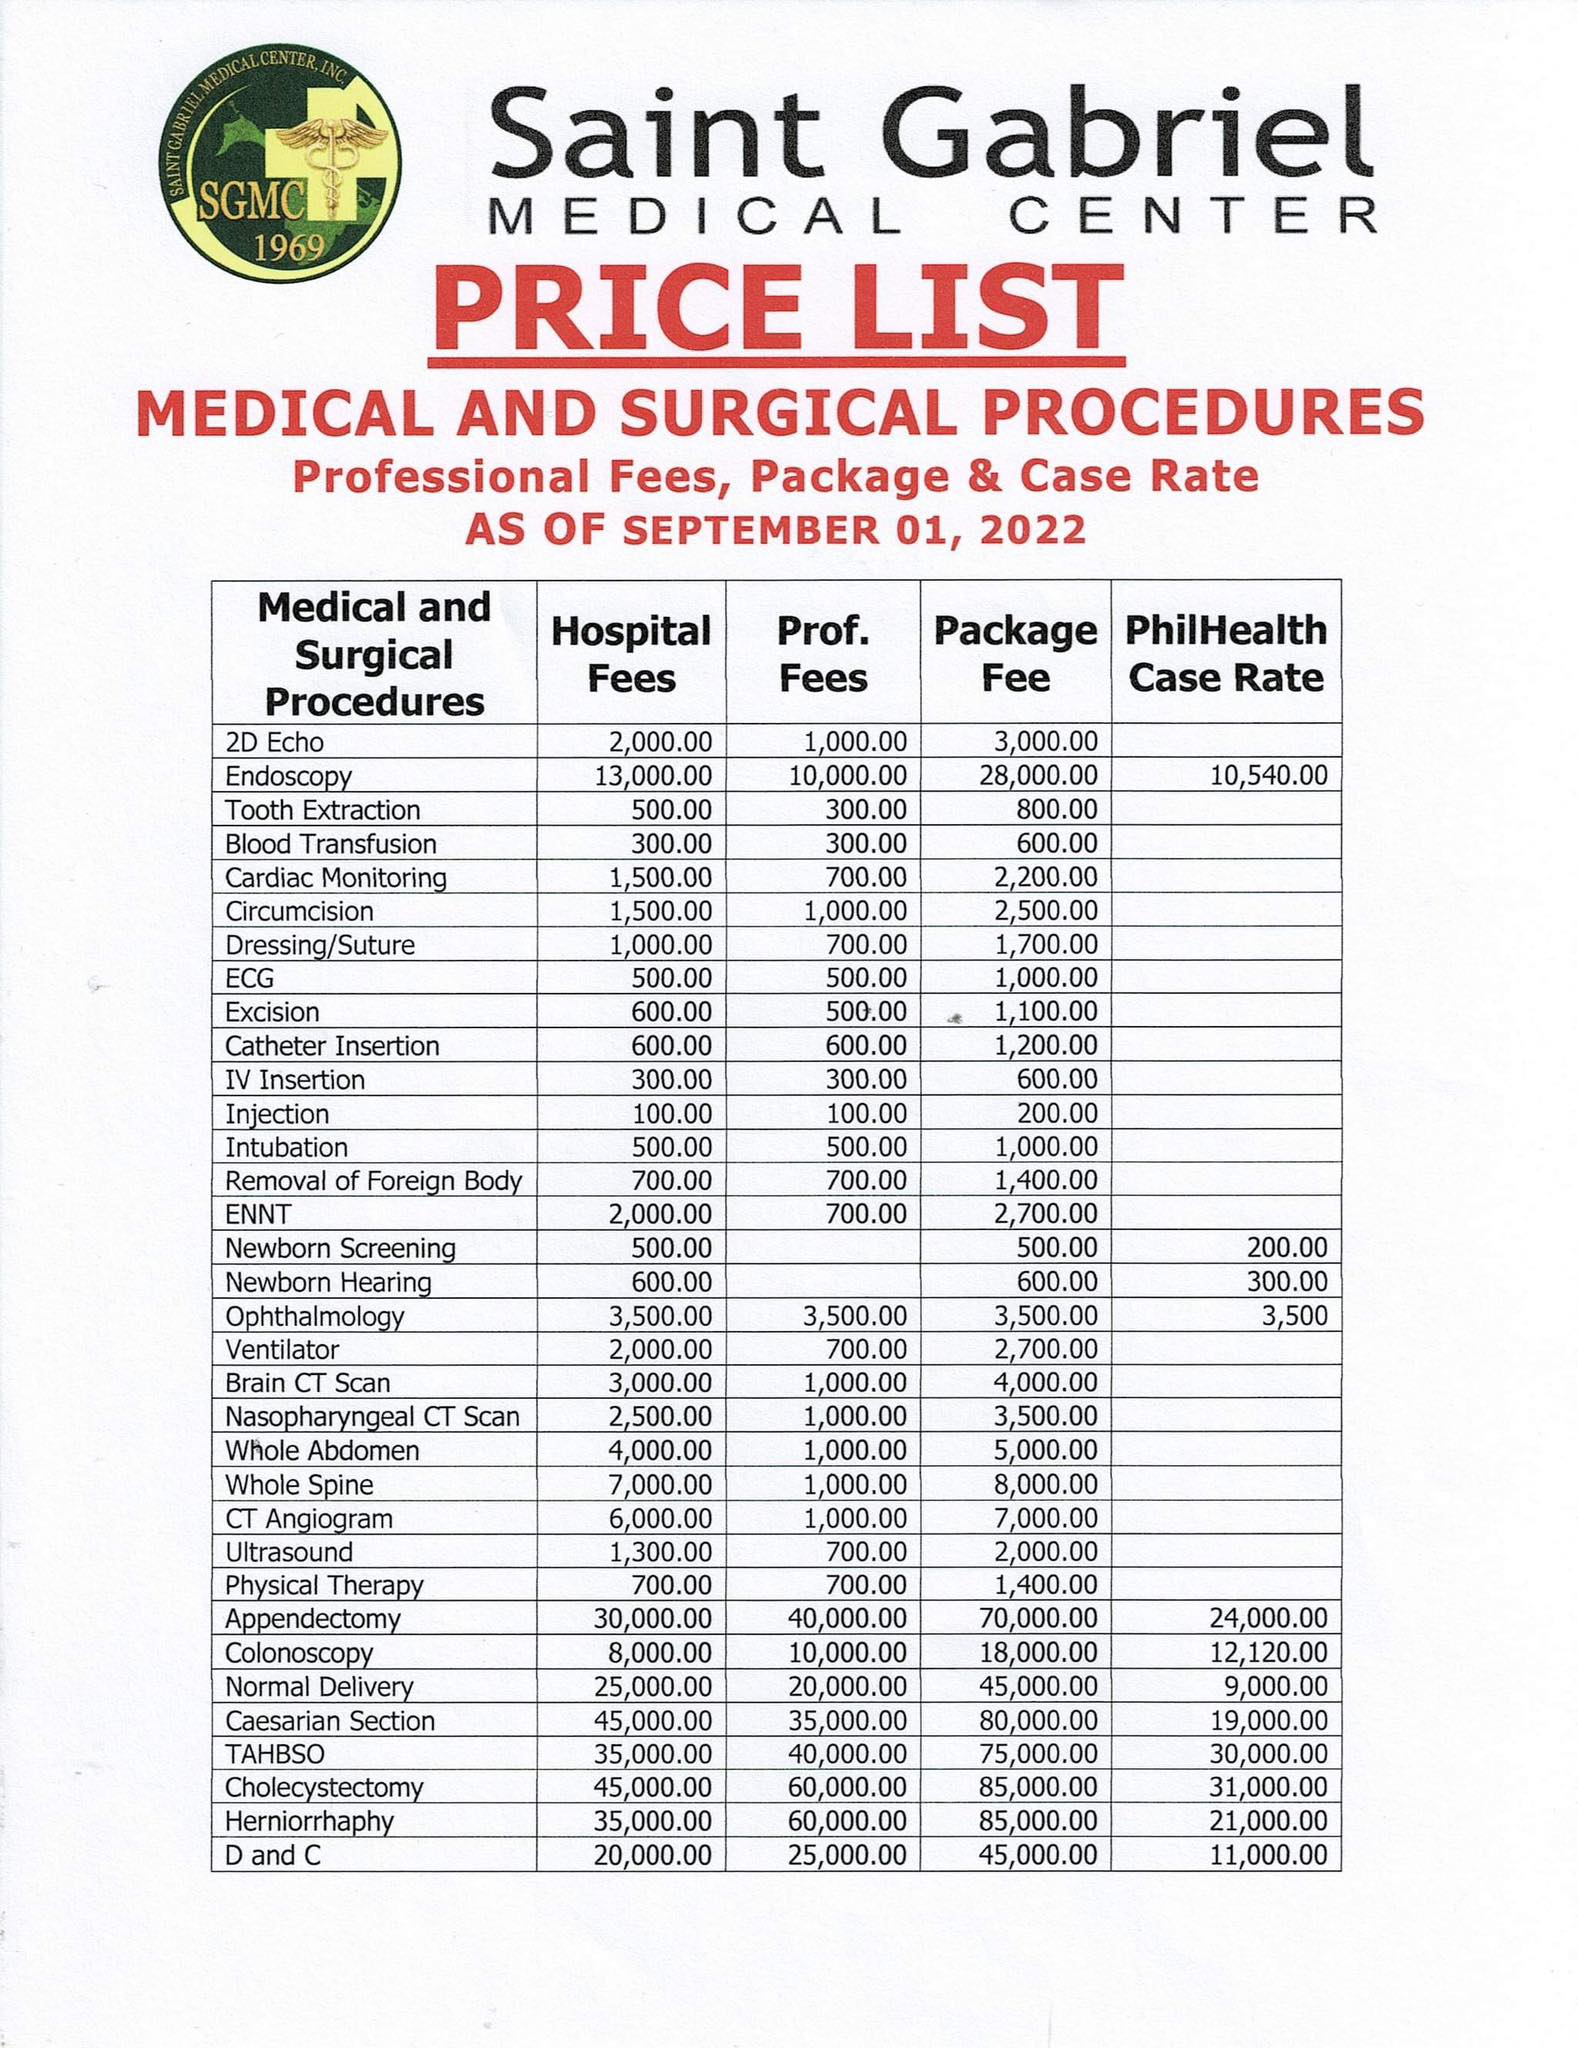 SAINT GABRIEL MEDICAL CENTER, INC.
SGMC
1969
Saint Gabriel
MEDICAL CENTER
PRICE LIST
MEDICAL AND SURGICAL PROCEDURES
Professional Fees, Package & Case Rate
AS OF SEPTEMBER 01, 2022
Medical and Surgical Procedures Hospital Fees Prof. Fees Package Fee PhilHealth Case Rate
2D Echo 2,000.00 1,000.00 3,000.00
Endoscopy 13,000.00 10,000.00 28,000.00 10,540.00
Tooth Extraction 500.00 300.00 800.00
Blood Transfusion 300.00 300.00 600.00
Cardiac Monitoring 1,500.00 700.00 2,200.00
Circumcision 1,500.00 1,000.00 2,500.00
Dressing/Suture 1,000.00 700.00 1,700.00
ECG 500.00 500.00 1,000.00
Excision 600.00 500.00 1,100.00
Catheter Insertion 600.00 600.00 1,200.00
IV Insertion 300.00 300.00 600.00
Injection 100.00 100.00 200.00
Intubation 500.00 500.00 1,000.00
Removal of Foreign Body 700.00 700.00 1,400.00
ENNT 2,000.00 700.00 2,700.00
Newborn Screening 500.00 500.00 200.00
Newborn Hearing 600.00 600.00 300.00
Ophthalmology 3,500.00 3,500.00 3,500.00 3,500
Ventilator 2,000.00 700.00 2,700.00
Brain CT Scan 3,000.00 1,000.00 4,000.00
Nasopharyngeal CT Scan 2,500.00 1,000.00 3,500.00
Whole Abdomen 4,000.00 1,000.00 5,000.00
Whole Spine 7,000.00 1,000.00 8,000.00
CT Angiogram 6,000.00 1,000.00 7,000.00
Ultrasound 1,300.00 700.00 2,000.00
Physical Therapy 700.00 700.00 1,400.00
Appendectomy 30,000.00 40,000.00 70,000.00 24,000.00
Colonoscopy 8,000.00 10,000.00 18,000.00 12,120.00
Normal Delivery 25,000.00 20,000.00 45,000.00 9,000.00
Caesarian Section 45,000.00 35,000.00 80,000.00 19,000.00
TAHBSO 35,000.00 40,000.00 75,000.00 30,000.00
Cholecystectomy 45,000.00 60,000.00 85,000.00 31,000.00
Herniorrhaphy 35,000.00 60,000.00 85,000.00 21,000.00
D and C 20,000.00 25,000.00 45,000.00 11,000.00